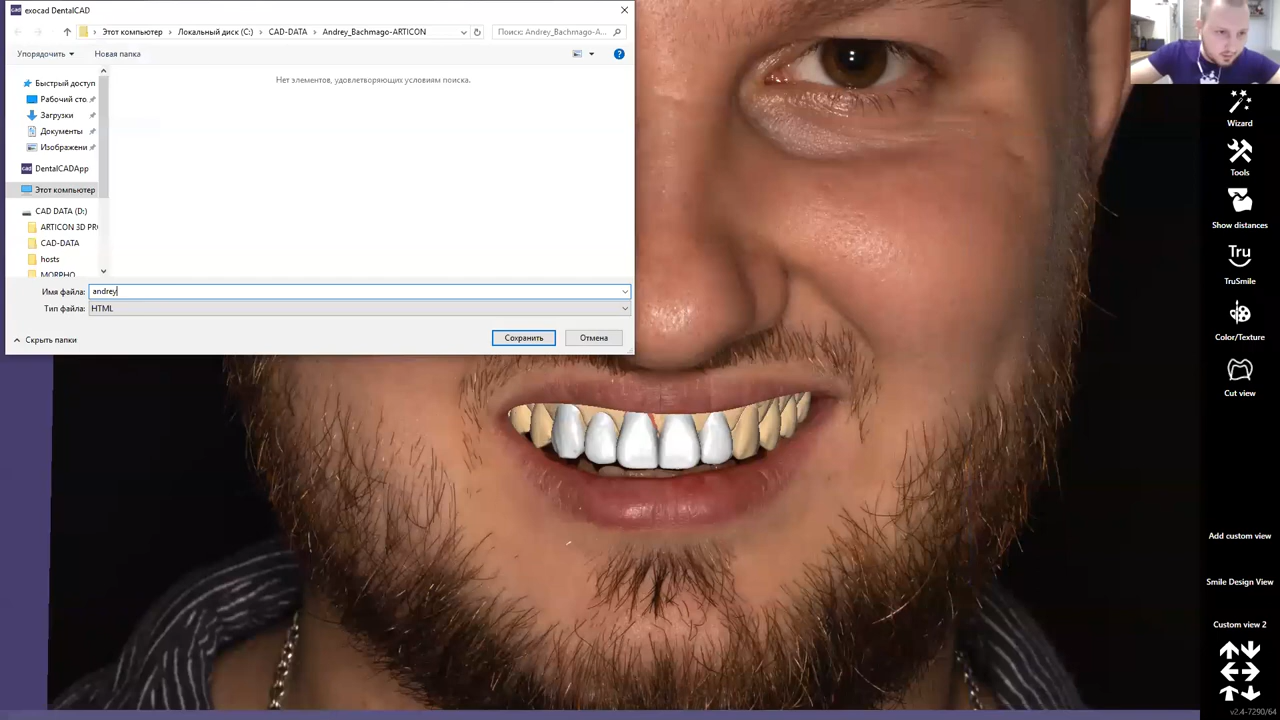 exocad DentalCAD
Этот компьютер
Локальный диск (C:)
CAD-DATA
Andrey_Bachmago-ARTICON
Поиск: Andrey_Bachmago-A...
Упорядочить
Новая папка
Нет элементов, удовлетворяющих условиям поиска.
Быстрый доступ
Рабочий сто
Загрузки
Документы
Изображени
DentalCADApp
Этот компьютер
CAD DATA (D:)
ARTICON 3D PR
CAD-DATA
hosts
MORPHO
Имя файла:
andrey
Тип файла:
HTML
Скрыть папки
Сохранить
Отмена
Wizard
Tools
Show distances
Tru
TruSmile
Color/Texture
Cut view
Add custom view
Smile Design View
Custom view 2
v2.4-7290/64